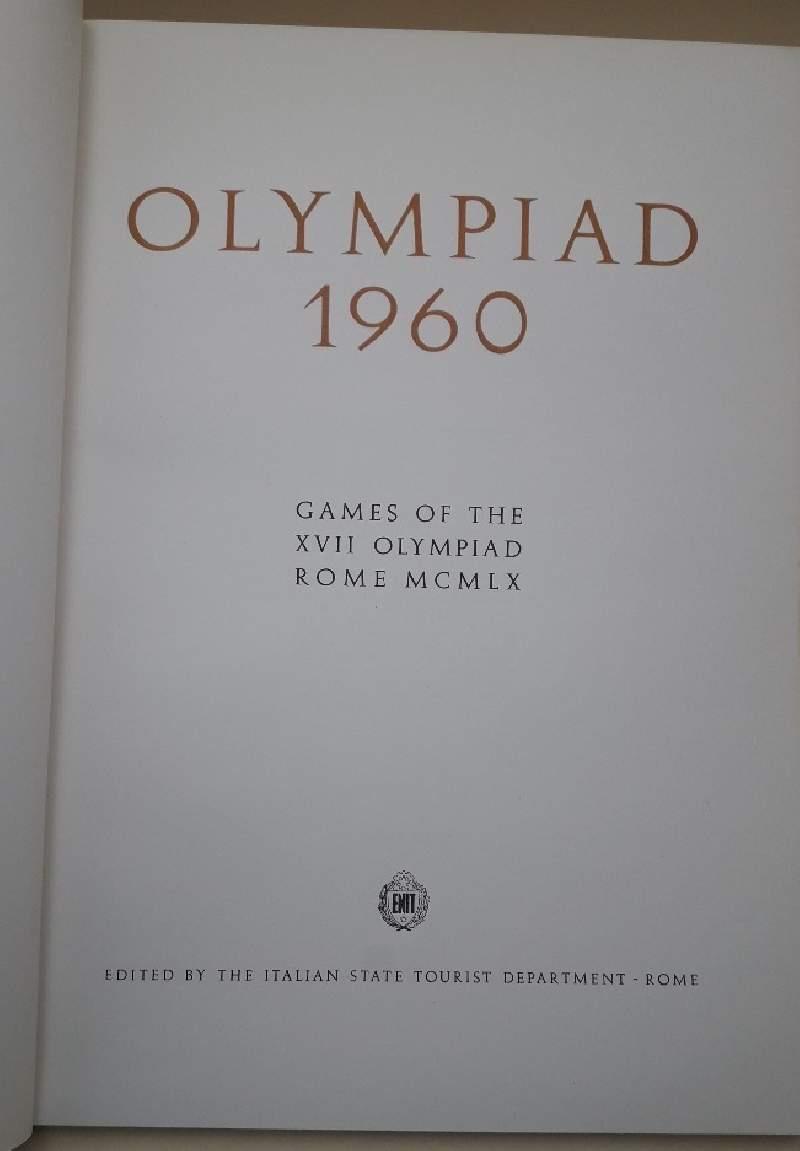 OLYMPIAD
1960
GAMES OF THE
XVII OLYMPIAD
ROME MCMLX
ENIT
EDITED BY THE ITALIAN STATE TOURIST DEPARTMENT - ROME